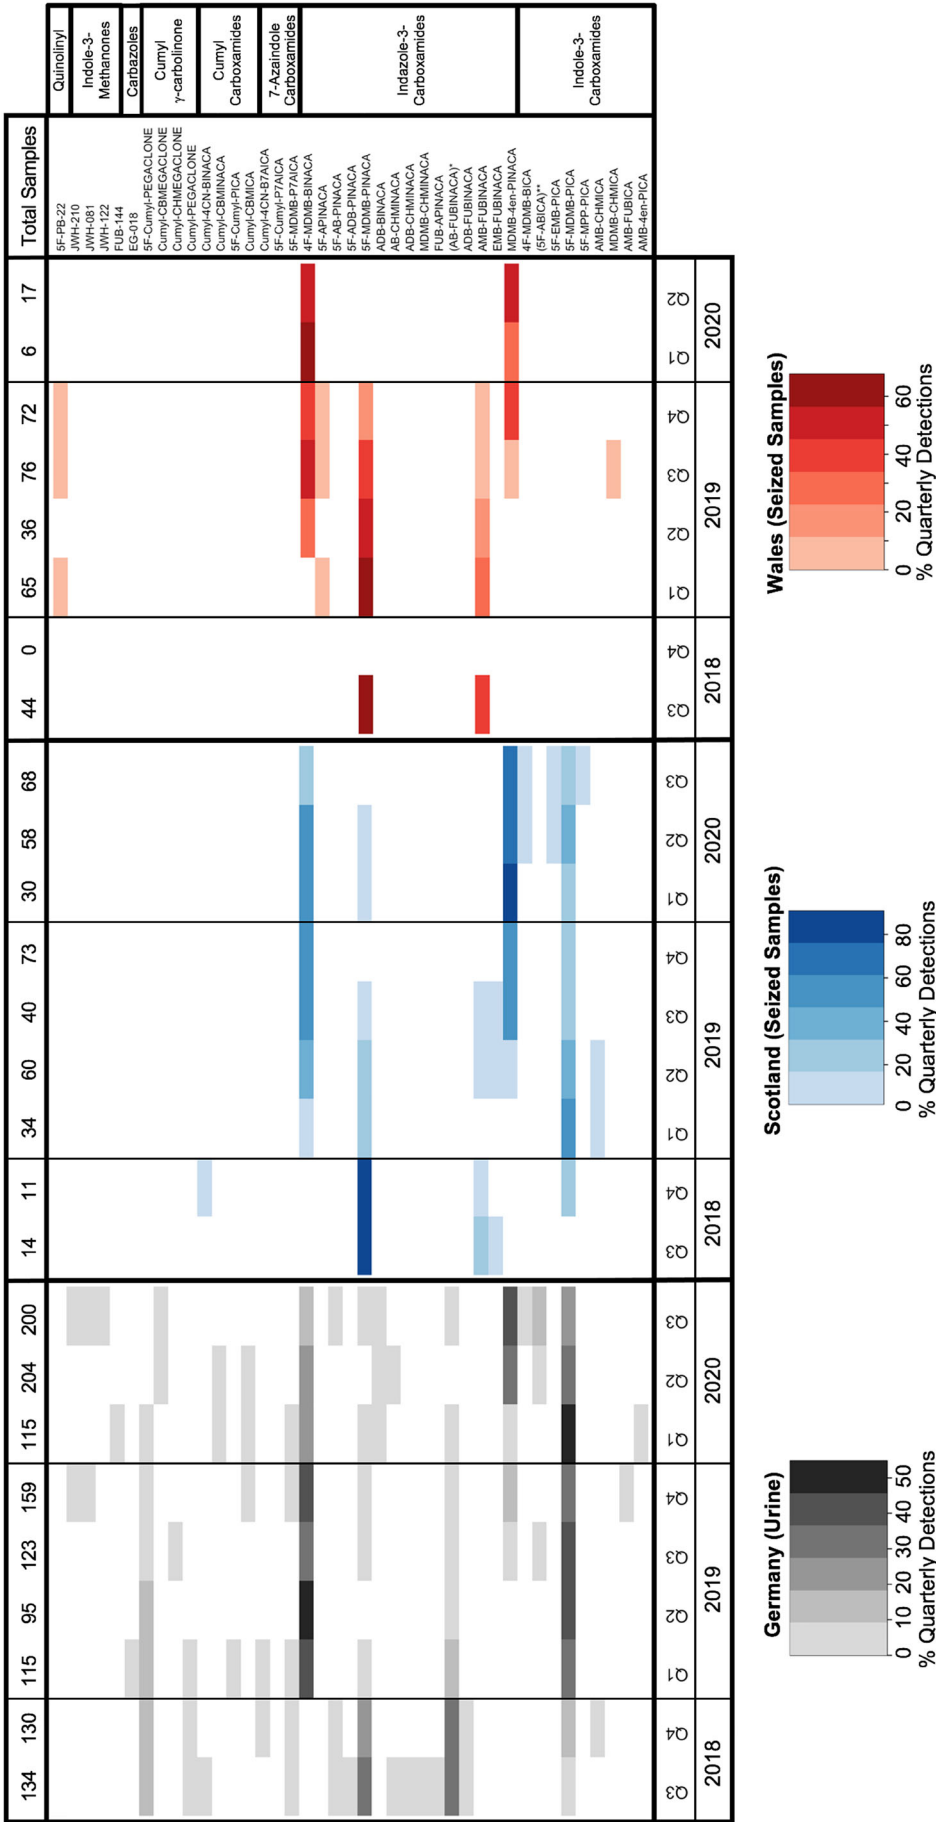 Total Samples
134
130
115
95
123
159
115
204
200
14
11
34
60
40
73
30
58
68
44
0
65
36
76
72
6
17
Quinolinyl
Indole-3-
Methanones
Carbazoles
Cumyl
γ-carbolinone
Cumyl
Carboxamides
7-Azaindole
Carboxamides
Indazole-3-
Carboxamides
Indole-3-
Carboxamides
5F-PB-22
JWH-210
JWH-081
JWH-122
FUB-144
EG-018
5F-Cumyl-PEGACLONE
Cumyl-CBMEGACLONE
Cumyl-CHMEGACLONE
Cumyl-PEGACLONE
Cumyl-4CN-BINACA
Cumyl-CBMINACA
5F-Cumyl-PICA
Cumyl-CBMICA
Cumyl-4CN-B7AICA
5F-Cumyl-P7AICA
5F-MDMB-P7AICA
4F-MDMB-BINACA
5F-APINACA
5F-AB-PINACA
5F-ADB-PINACA
5F-MDMB-PINACA
ADB-BINACA
AB-CHMINACA
ADB-CHMINACA
MDMB-CHMINACA
FUB-APINACA
(AB-FUBINACA)*
ADB-FUBINACA
AMB-FUBINACA
EMB-FUBINACA
MDMB-4en-PINACA
4F-MDMB-BICA
(5F-ABICA)**
5F-EMB-PICA
5F-MDMB-PICA
5F-MPP-PICA
AMB-CHMICA
MDMB-CHMICA
AMB-FUBICA
AMB-4en-PICA
Q3
Q4
Q1
Q2
Q3
Q4
Q1
Q2
Q3
Q3
Q4
Q1
Q2
Q3
Q4
Q1
Q2
Q3
Q3
Q4
Q1
Q2
Q3
Q4
Q1
Q2
2018
2019
2020
2018
2019
2020
2018
2019
2020
Germany (Urine)
0 10 20 30 40 50
% Quarterly Detections
Scotland (Seized Samples)
0 20 40 60 80
% Quarterly Detections
Wales (Seized Samples)
0 20 40 60
% Quarterly Detections